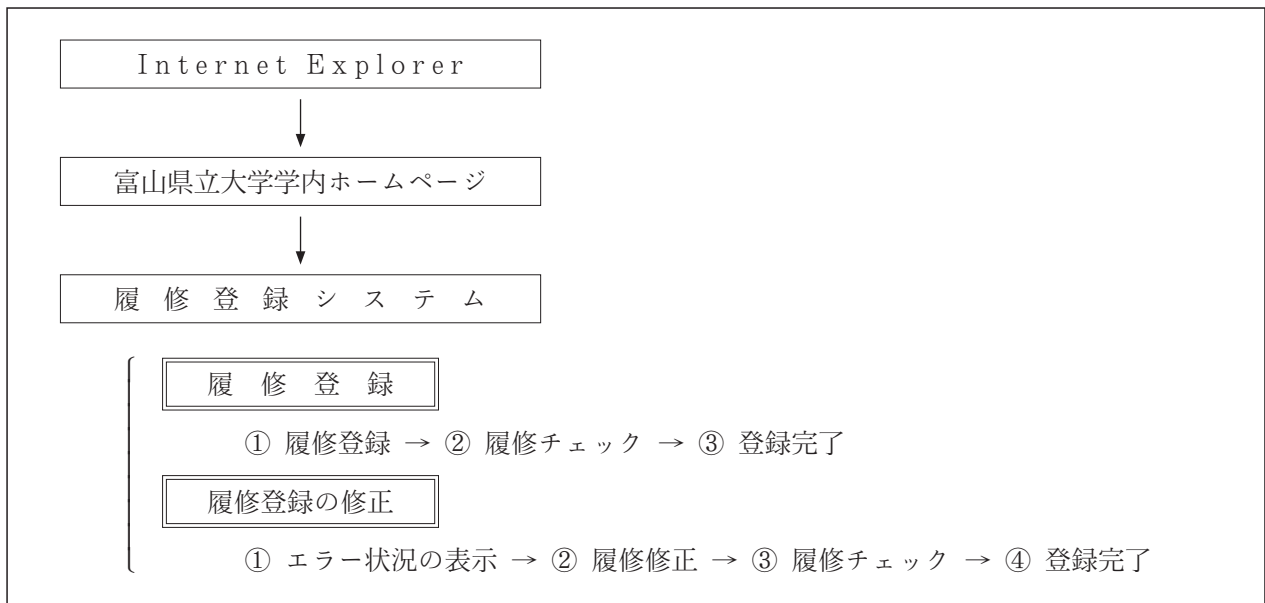 Internet Explorer
富山県立大学学内ホームページ
履修登録システム
履修登録
① 履修登録 → ② 履修チェック → ③ 登録完了
履修登録の修正
① エラー状況の表示 → ② 履修修正 → ③ 履修チェック → ④ 登録完了